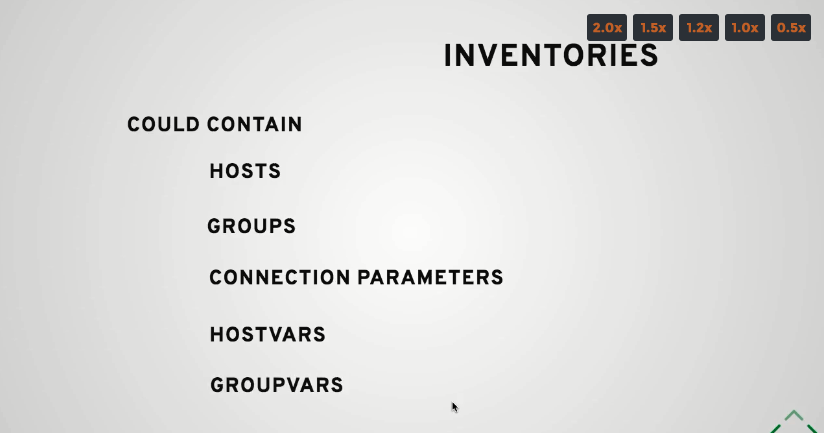 2.0x 1.5x 1.2x 1.0x 0.5x
INVENTORIES
COULD CONTAIN
HOSTS
GROUPS
CONNECTION PARAMETERS
HOSTVARS
GROUPVARS